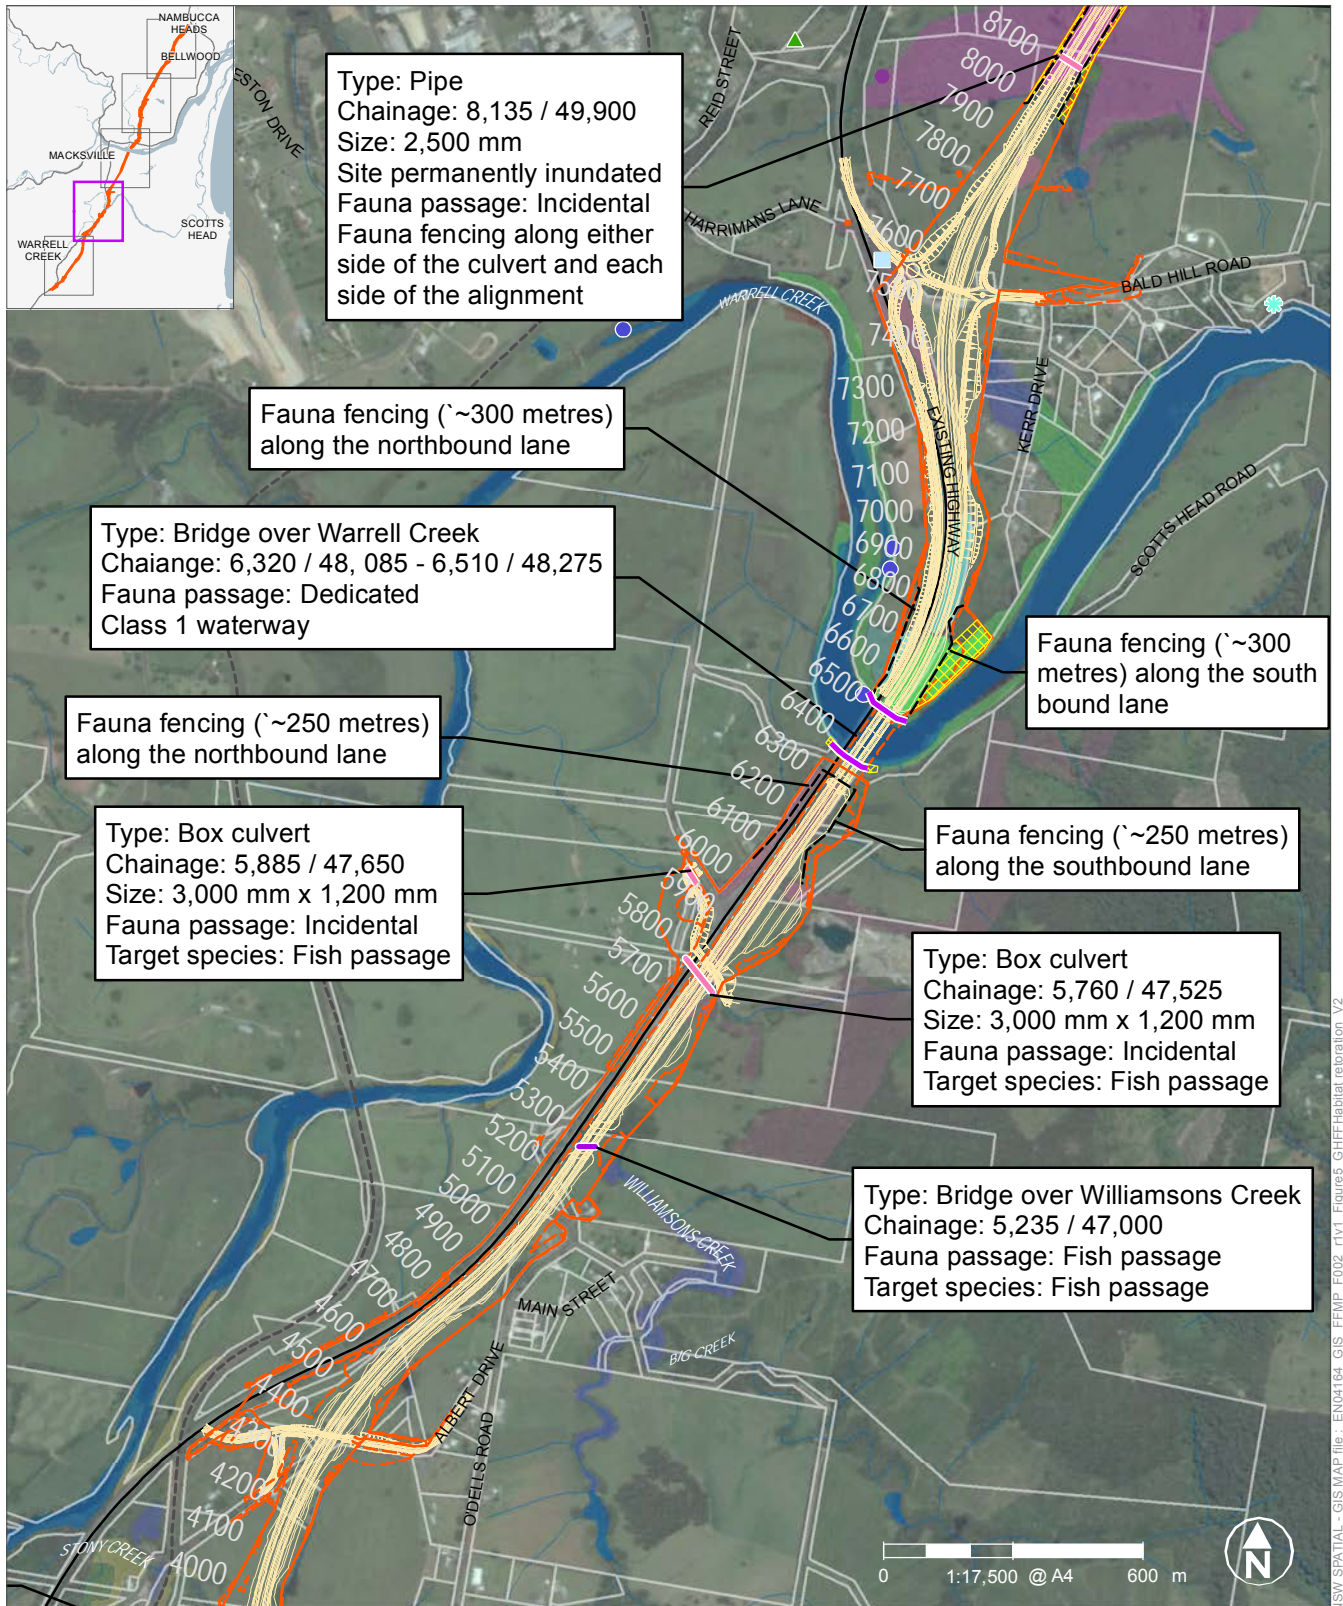 NAMBUCCA
HEADS
BELLWOOD
MACKSVILLE
SCOTTS
HEAD
WARRELL
CREEK
ESTON DRIVE
REID STREET
Type: Pipe
Chainage: 8,135 / 49,900
Size: 2,500 mm
Site permanently inundated
Fauna passage: Incidental
Fauna fencing along either
side of the culvert and each
side of the alignment
8100
8000
7900
7800
7700
7600
7400
7300
7200
7100
7000
6900
6800
6700
6600
6500
6400
6300
6200
6100
6000
5800
5700
5600
5500
5400
5300
5200
5100
5000
4900
4800
4700
4600
4500
4400
4200
4100
4000
HARRIMANS LANE
WARRELL CREEK
BALD HILL ROAD
KERR DRIVE
EXISTING HIGHWAY
SCOTTS HEAD ROAD
Fauna fencing (`~300 metres)
along the northbound lane
Type: Bridge over Warrell Creek
Chaiange: 6,320 / 48, 085 - 6,510 / 48,275
Fauna passage: Dedicated
Class 1 waterway
Fauna fencing (`~300
metres) along the south
bound lane
Fauna fencing (`~250 metres)
along the northbound lane
Type: Box culvert
Chainage: 5,885 / 47,650
Size: 3,000 mm x 1,200 mm
Fauna passage: Incidental
Target species: Fish passage
Fauna fencing (`~250 metres)
along the southbound lane
Type: Box culvert
Chainage: 5,760 / 47,525
Size: 3,000 mm x 1,200 mm
Fauna passage: Incidental
Target species: Fish passage
Type: Bridge over Williamsons Creek
Chainage: 5,235 / 47,000
Fauna passage: Fish passage
Target species: Fish passage
WILLIAMSONS CREEK
MAIN STREET
BIG CREEK
ALBERT DRIVE
O'DELLS ROAD
STONY CREEK
0 1:17,500 @ A4 600 m
N
NSW SPATIAL - GIS MAP file : EN04164_GIS_FFMP_F002_r1v1_Figure5_GHFFHabitat retoration_V2